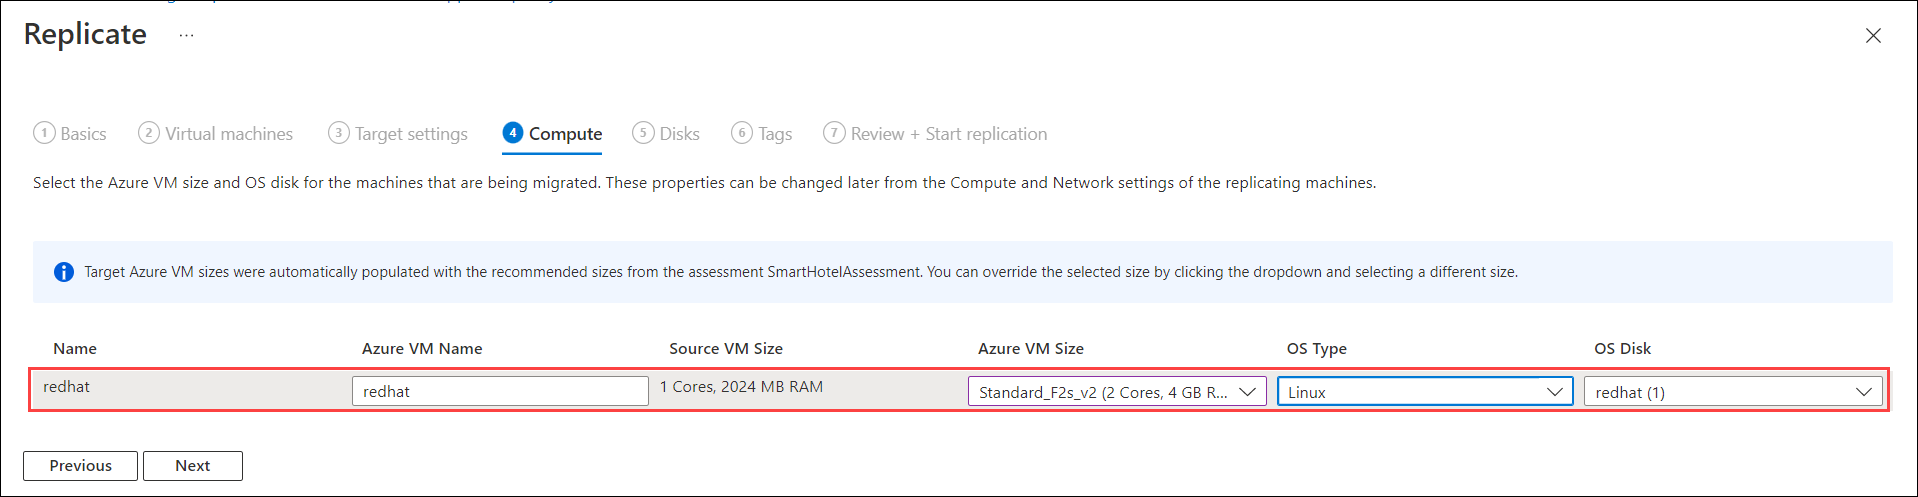 Replicate ...
1 Basics 2 Virtual machines 3 Target settings 4 Compute 5 Disks 6 Tags 7 Review + Start replication
Select the Azure VM size and OS disk for the machines that are being migrated. These properties can be changed later from the Compute and Network settings of the replicating machines.
Target Azure VM sizes were automatically populated with the recommended sizes from the assessment SmartHotelAssessment. You can override the selected size by clicking the dropdown and selecting a different size.
Name Azure VM Name Source VM Size Azure VM Size OS Type OS Disk
redhat redhat 1 Cores, 2024 MB RAM Standard_F2s_v2 (2 Cores, 4 GB R... Linux redhat (1)
Previous Next